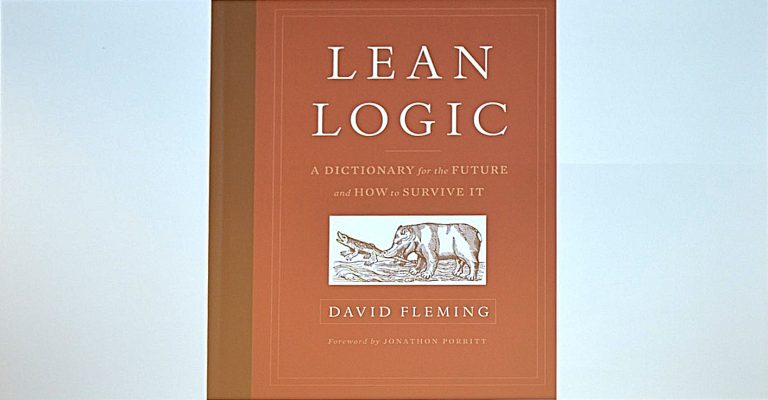 LEAN
LOGIC
A DICTIONARY for the FUTURE
and HOW to SURVIVE IT
DAVID FLEMING
Foreword by JONATHON PORRITT